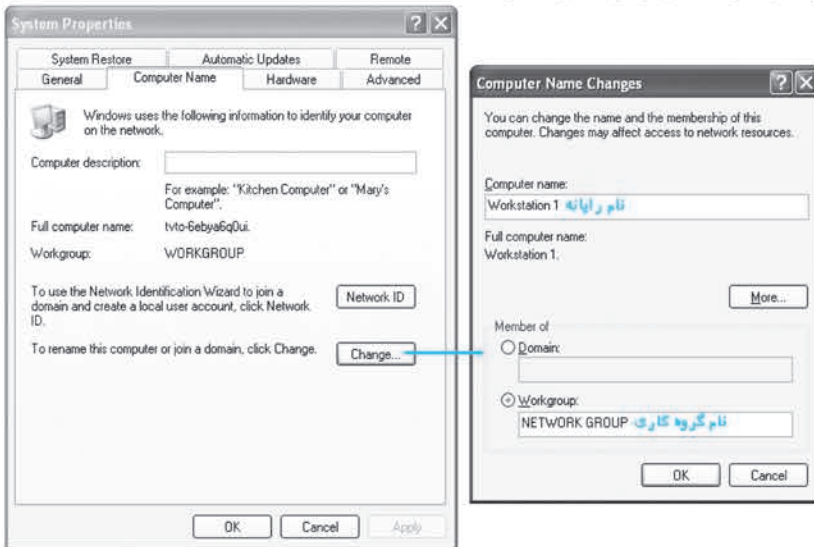 System Properties
System Restore
Automatic Updates
Remote
General
Computer Name
Hardware
Advanced
Windows uses the following information to identify your computer
on the network.
Computer description:
For example: "Kitchen Computer" or "Mary's
Computer".
Full computer name:
tvto-6ebya6q0ui.
Workgroup:
WORKGROUP
To use the Network Identification Wizard to join a
domain and create a local user account, click Network
ID.
Network ID
To rename this computer or join a domain, click Change.
Change...
OK
Cancel
Apply
Computer Name Changes
You can change the name and the membership of this
computer. Changes may affect access to network resources.
Computer name:
Workstation 1 نام رایانه
Full computer name:
Workstation 1.
More...
Member of
Domain:
Workgroup:
NETWORK GROUP نام گروه کاری
OK
Cancel